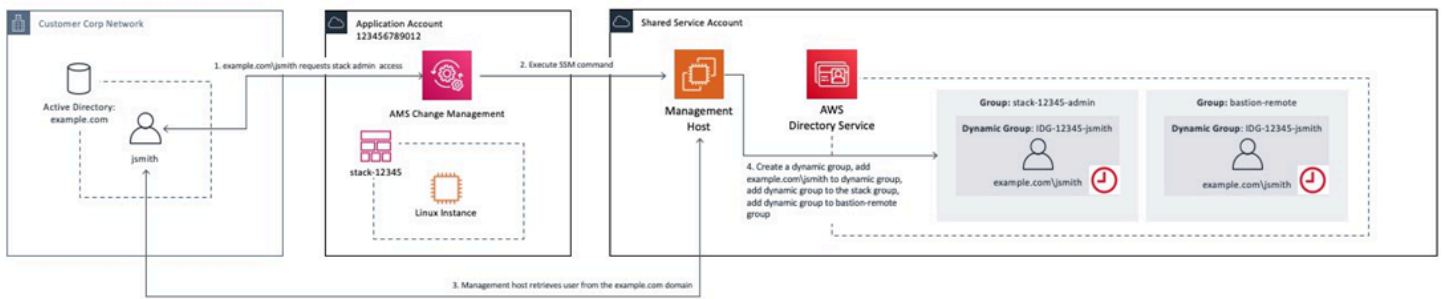 Customer Corp Network
Application Account
123456789012
Shared Service Account
1. example.com\jsmith requests stack admin access
2. Execute SSM command
Active Directory:
example.com
jsmith
AMS Change Management
stack-12345
Linux Instance
Management
Host
AWS
Directory Service
Group: stack-12345-admin
Dynamic Group: IDG-12345-jsmith
example.com\jsmith
Group: bastion-remote
Dynamic Group: IDG-12345-jsmith
example.com\jsmith
4. Create a dynamic group, add
example.com\jsmith to dynamic group,
add dynamic group to the stack group,
add dynamic group to bastion-remote
group
3. Management host retrieves user from the example.com domain